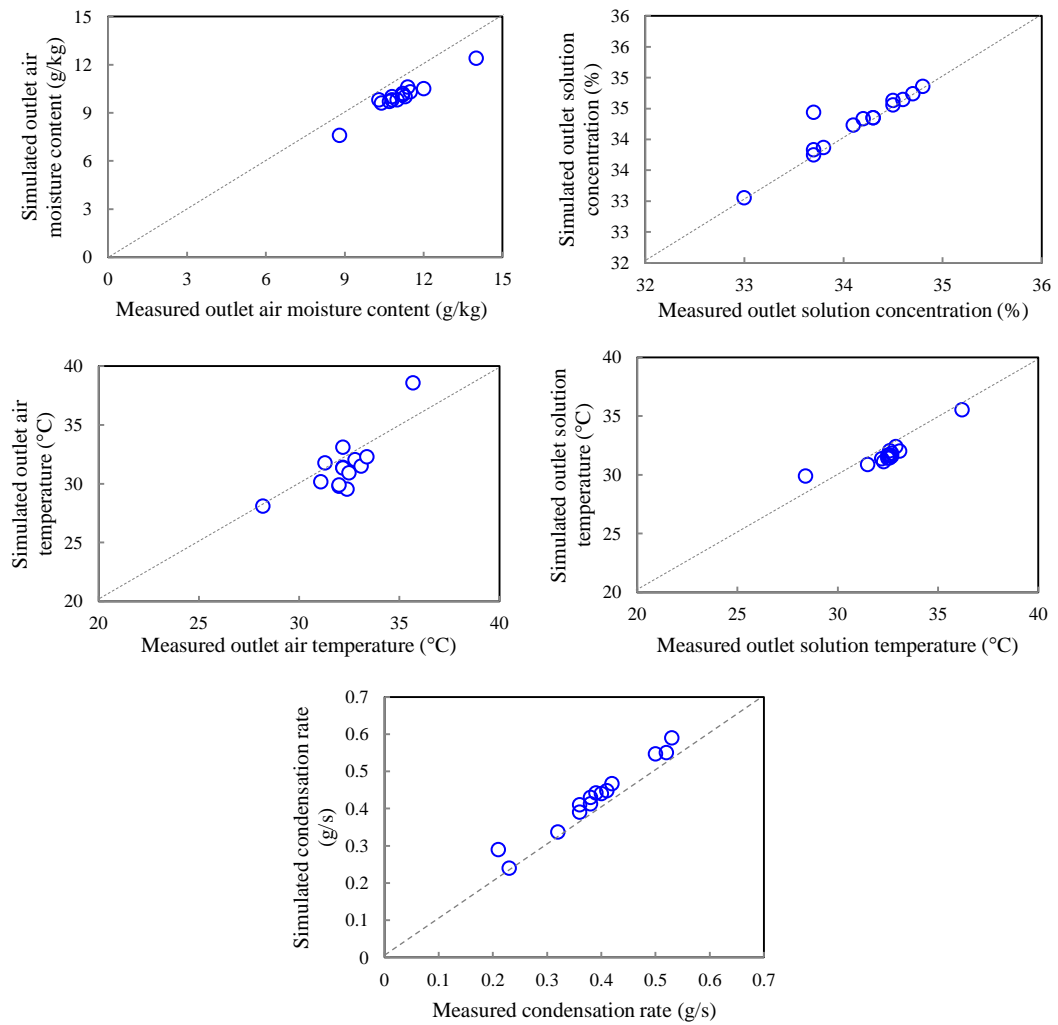 Simulated outlet air
moisture content (g/kg)
15
12
9
6
3
0
0 3 6 9 12 15
Measured outlet air moisture content (g/kg)
Simulated outlet solution
concentration (%)
36
36
35
35
34
34
33
33
32
32 33 34 35 36
Measured outlet solution concentration (%)
Simulated outlet air
temperature (°C)
40
35
30
25
20
20 25 30 35 40
Measured outlet air temperature (°C)
Simulated outlet solution
temperature (°C)
40
35
30
25
20
20 25 30 35 40
Measured outlet solution temperature (°C)
Simulated condensation rate
(g/s)
0.7
0.6
0.5
0.4
0.3
0.2
0.1
0
0 0.1 0.2 0.3 0.4 0.5 0.6 0.7
Measured condensation rate (g/s)